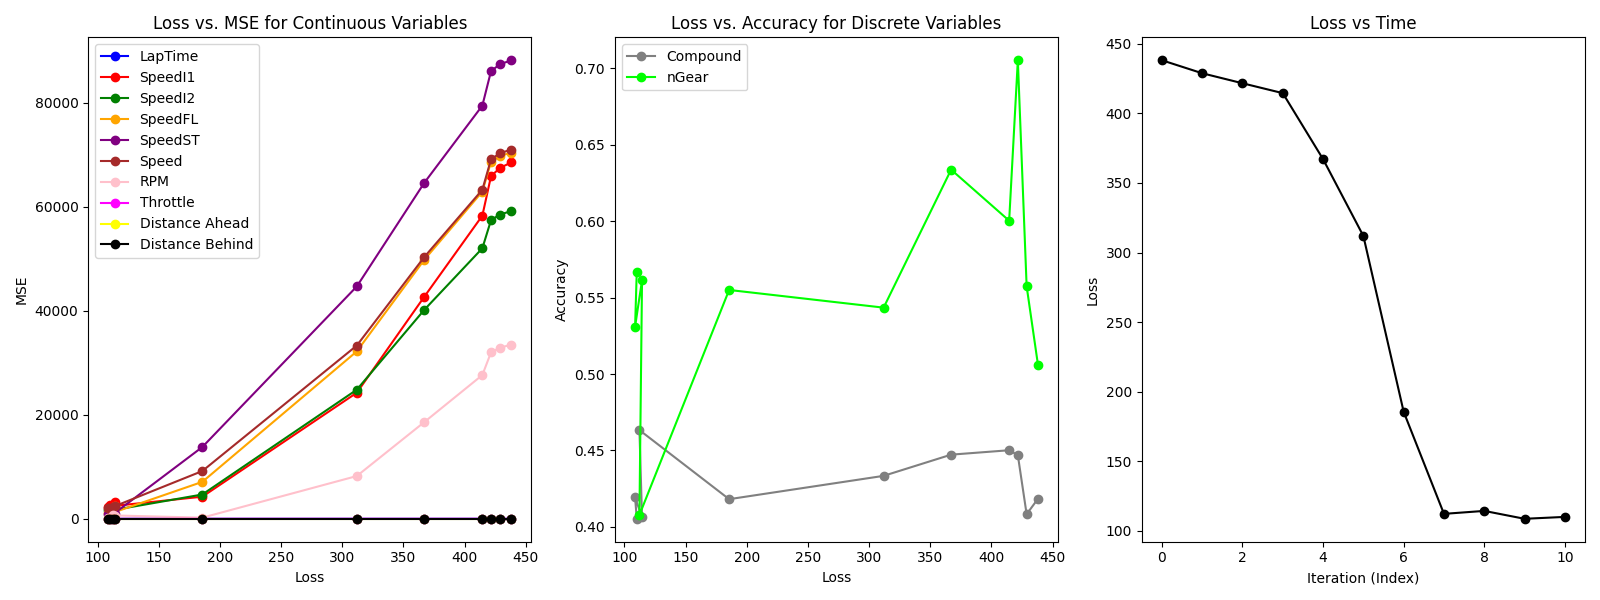 Loss vs. MSE for Continuous Variables
LapTime
SpeedI1
SpeedI2
SpeedFL
SpeedST
Speed
RPM
Throttle
Distance Ahead
Distance Behind
80000
60000
40000
20000
0
MSE
100 150 200 250 300 350 400 450
Loss
Loss vs. Accuracy for Discrete Variables
Compound
nGear
0.70
0.65
0.60
0.55
0.50
0.45
0.40
Accuracy
100 150 200 250 300 350 400 450
Loss
Loss vs Time
450
400
350
300
250
200
150
100
Loss
0 2 4 6 8 10
Iteration (Index)